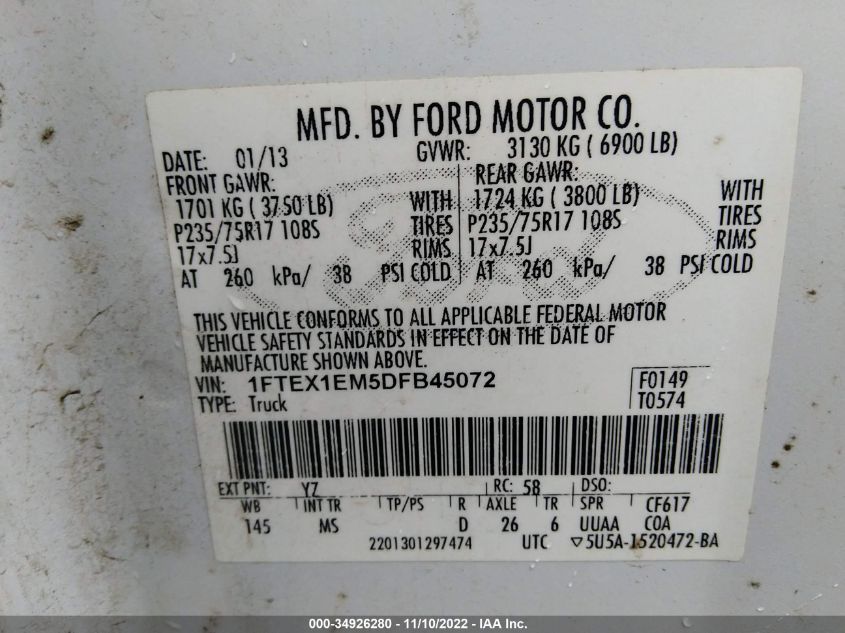 MFD. BY FORD MOTOR CO.
DATE: 01/13 GVWR: 3130 KG ( 6900 LB)
FRONT GAWR: REAR GAWR:
1701 KG ( 3750 LB) WITH 1724 KG ( 3800 LB) WITH
P235/75R17 108S TIRES P235/75R17 108S TIRES
17x7.5J RIMS 17x7.5J RIMS
AT 260 kPa/ 38 PSI COLD AT 260 kPa/ 38 PSI COLD
THIS VEHICLE CONFORMS TO ALL APPLICABLE FEDERAL MOTOR
VEHICLE SAFETY STANDARDS IN EFFECT ON THE DATE OF
MANUFACTURE SHOWN ABOVE.
VIN: 1FTEX1EM5DFB45072 F0149
TYPE: Truck T0574
EXT PNT: YZ RC: 58 DSO:
WB INT TR TP/PS R AXLE TR SPR CF617
145 MS D 26 6 UUAA COA
2201301297474 UTC ▽5U5A-1520472-BA
000-34926280 - 11/10/2022 - IAA Inc.